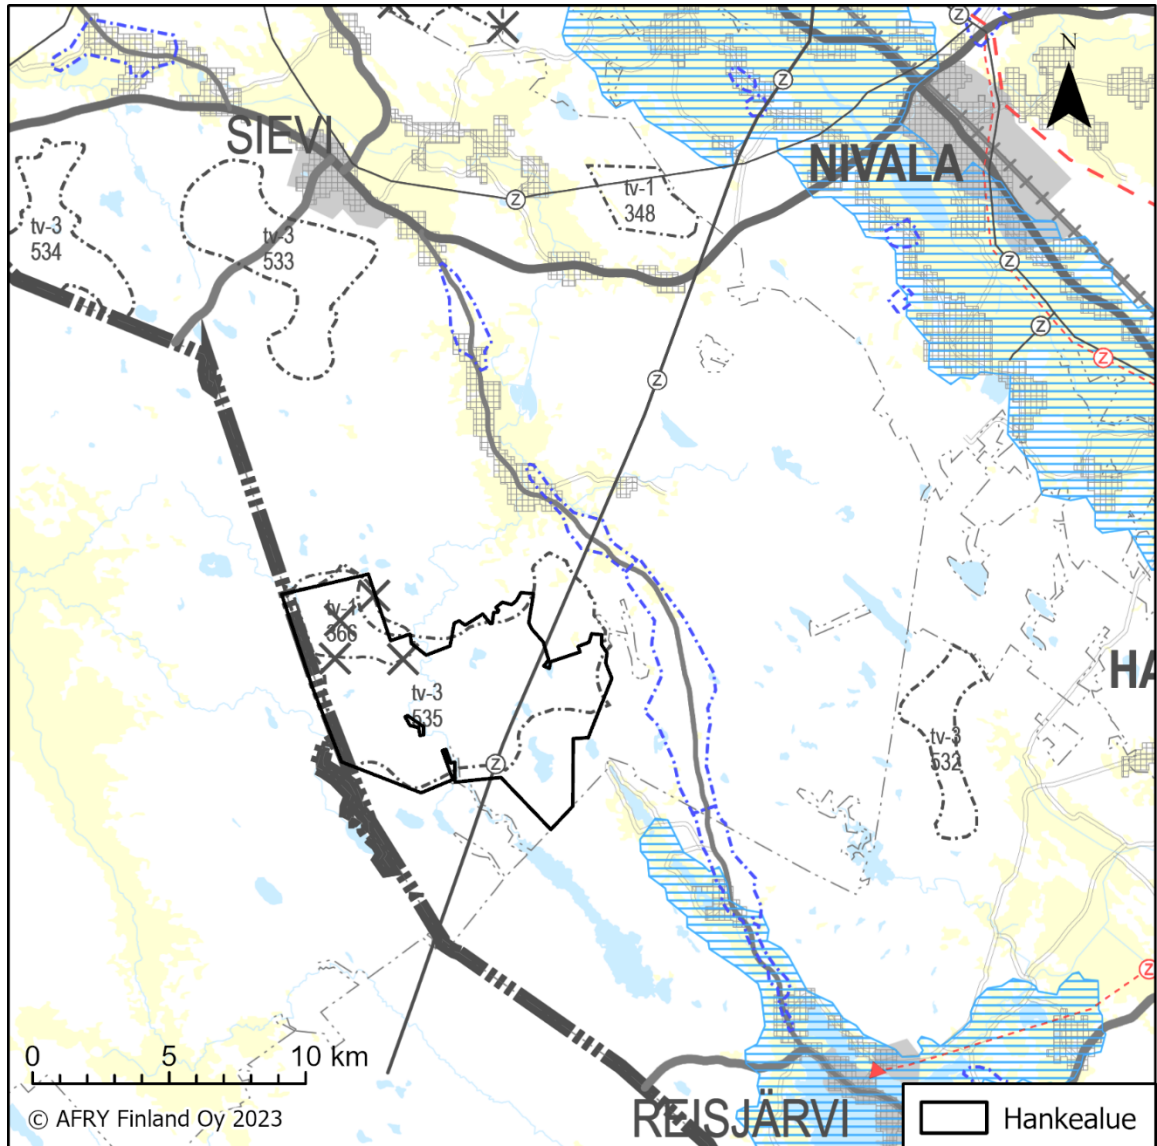 Z
N
Z
SIEVI
NIVALA
tv-1
348
Z
tv-3
534
tv-3
533
Z
Z
Z
Z
tv-1
366
HA
tv-3
535
tv-3
532
Z
Z
0 5 10 km
REISJÄRVI
© AFRY Finland Oy 2023
Hankealue